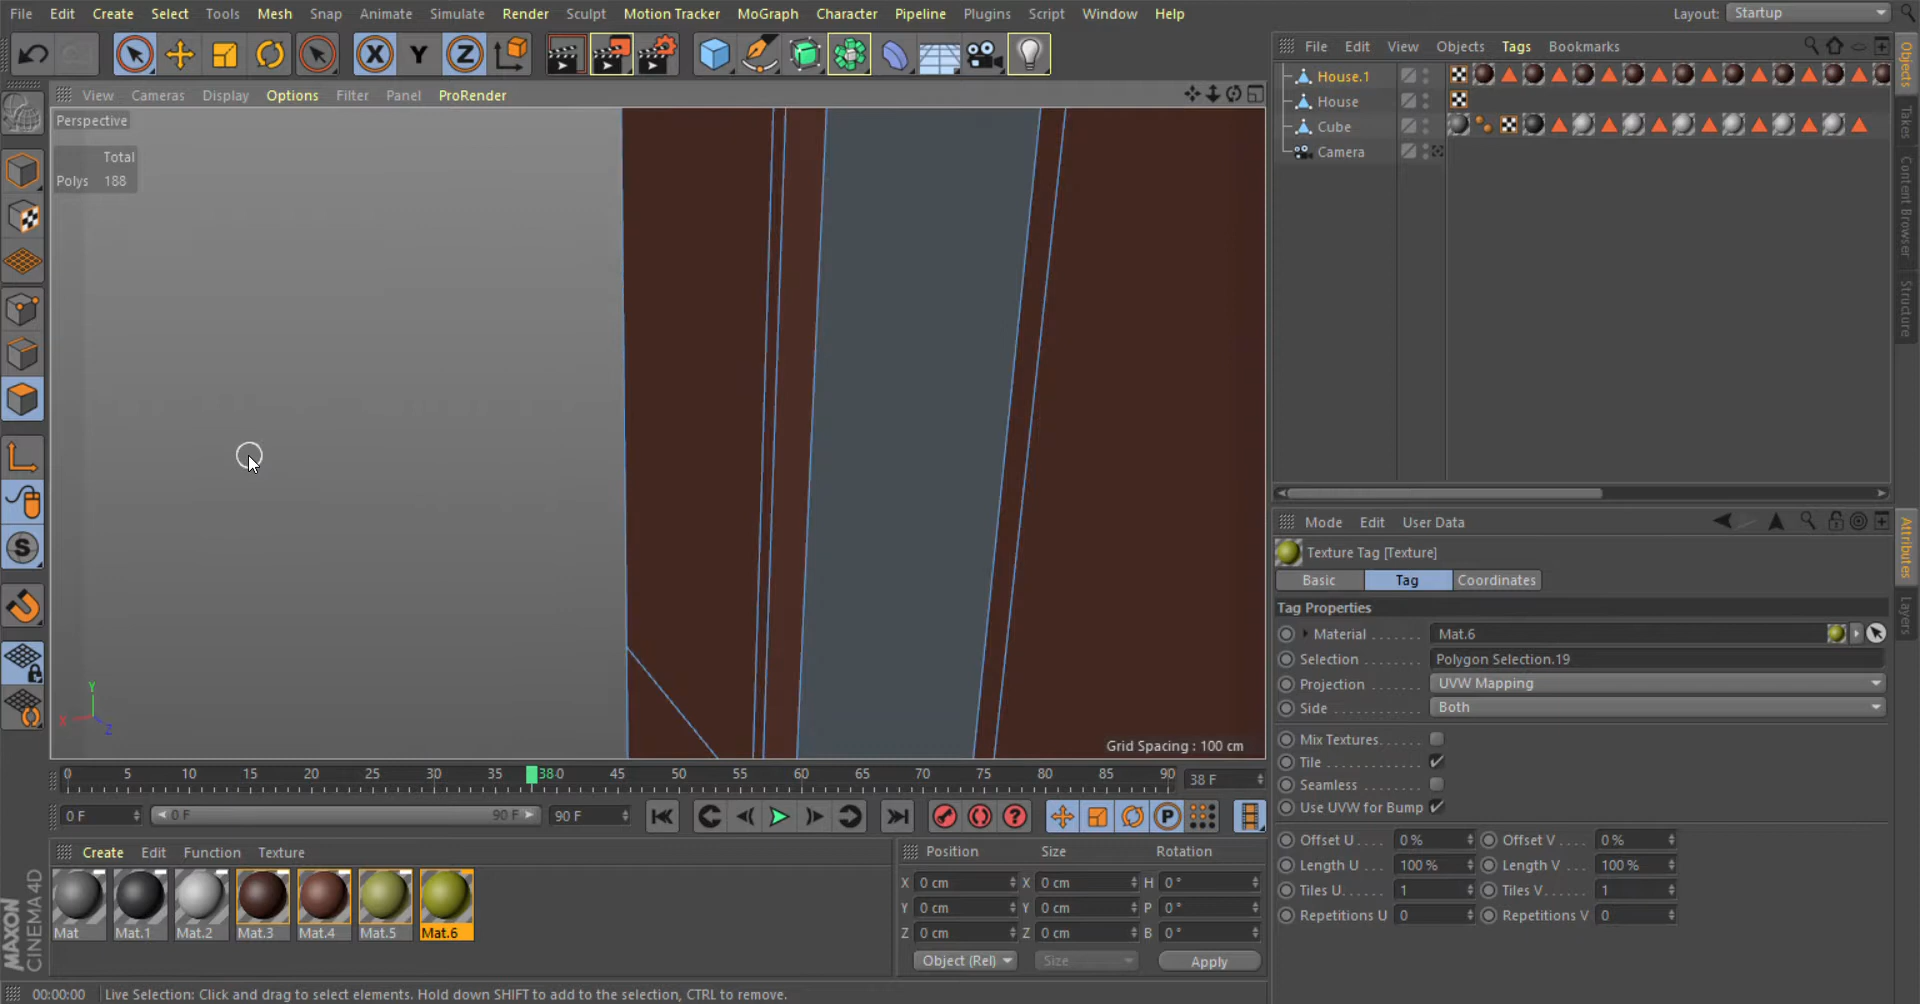 File Edit Create Select Tools Mesh Snap Animate Simulate Render Sculpt Motion Tracker MoGraph Character Pipeline Plugins Script Window Help Layout: Startup
X Y Z
File Edit View Objects Tags Bookmarks
View Cameras Display Options Filter Panel ProRender
House.1
House
Cube
Camera
Objects
Takes
Content Browser
Structure
Perspective
Total
Polys 188
Y
X
Z
Grid Spacing : 100 cm
S
Mode Edit User Data
Texture Tag [Texture]
Basic Tag Coordinates
Attributes
Layers
Tag Properties
Material Mat.6
Selection Polygon Selection.19
Projection UVW Mapping
Side Both
Mix Textures
Tile
Seamless
Use UVW for Bump
Offset U 0 % Offset V 0 %
Length U 100 % Length V 100 %
Tiles U 1 Tiles V 1
Repetitions U 0 Repetitions V 0
0 5 10 15 20 25 30 35 380 45 50 55 60 65 70 75 80 85 90 38 F
0 F 0 F 90 F 90 F
P
Create Edit Function Texture
Mat Mat.1 Mat.2 Mat.3 Mat.4 Mat.5 Mat.6
Position Size Rotation
X 0 cm X 0 cm H 0 °
Y 0 cm Y 0 cm P 0 °
Z 0 cm Z 0 cm B 0 °
Object (Rel) Size Apply
MAXON
CINEMA4D
00:00:00 Live Selection: Click and drag to select elements. Hold down SHIFT to add to the selection, CTRL to remove.